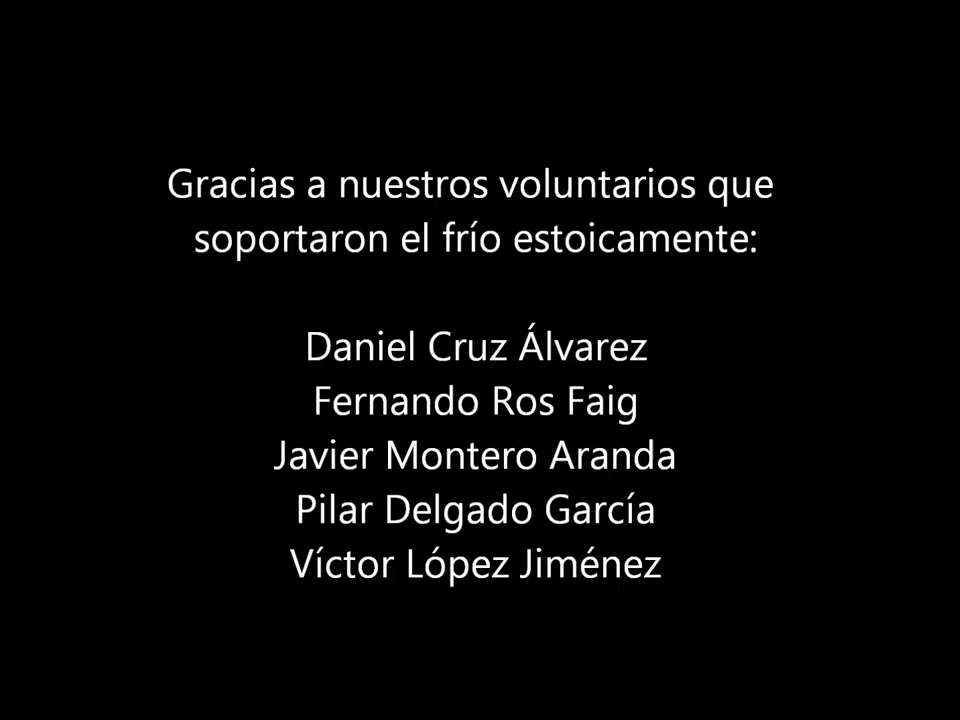 Gracias a nuestros voluntarios que
soportaron el frío estoicamente:
Daniel Cruz Álvarez
Fernando Ros Faig
Javier Montero Aranda
Pilar Delgado García
Víctor López Jiménez